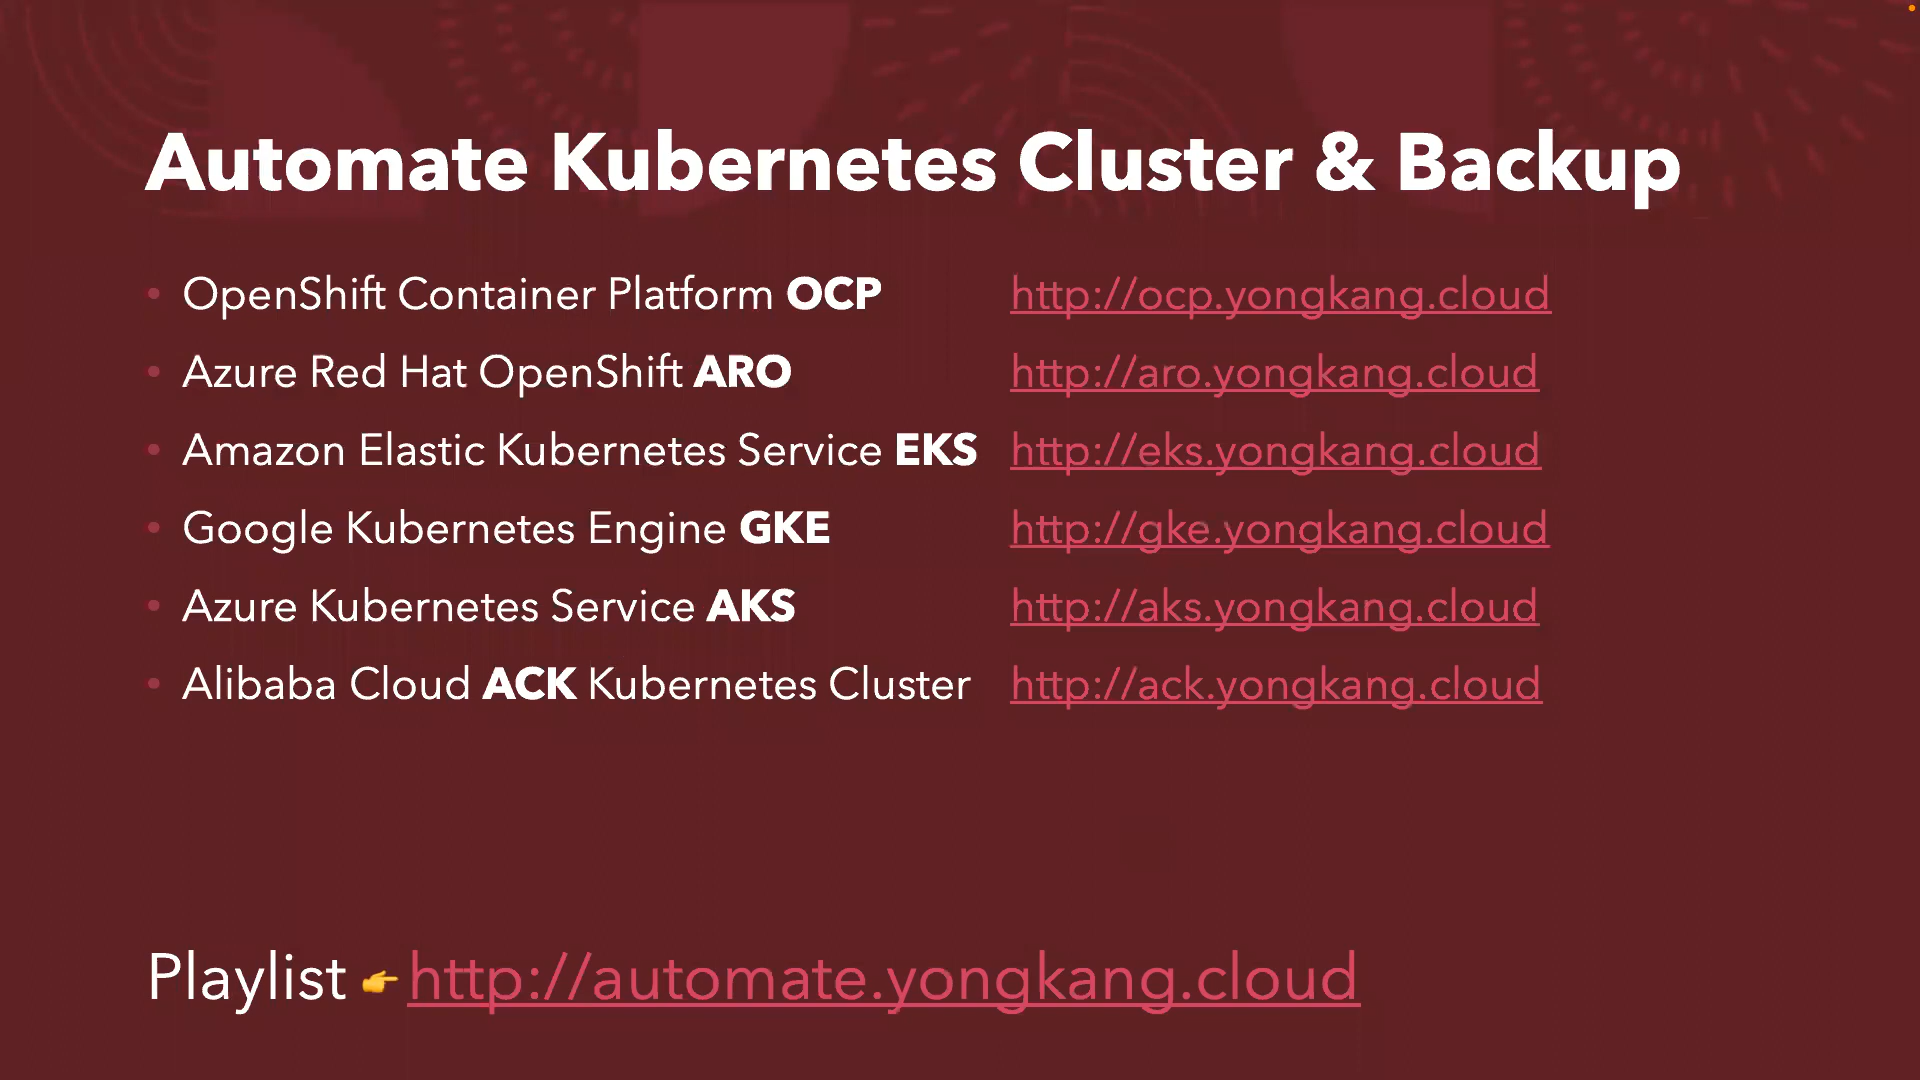 Automate Kubernetes Cluster & Backup
• OpenShift Container Platform OCP http://ocp.yongkang.cloud
• Azure Red Hat OpenShift ARO http://aro.yongkang.cloud
• Amazon Elastic Kubernetes Service EKS http://eks.yongkang.cloud
• Google Kubernetes Engine GKE http://gke.yongkang.cloud
• Azure Kubernetes Service AKS http://aks.yongkang.cloud
• Alibaba Cloud ACK Kubernetes Cluster http://ack.yongkang.cloud
Playlist 👉 http://automate.yongkang.cloud